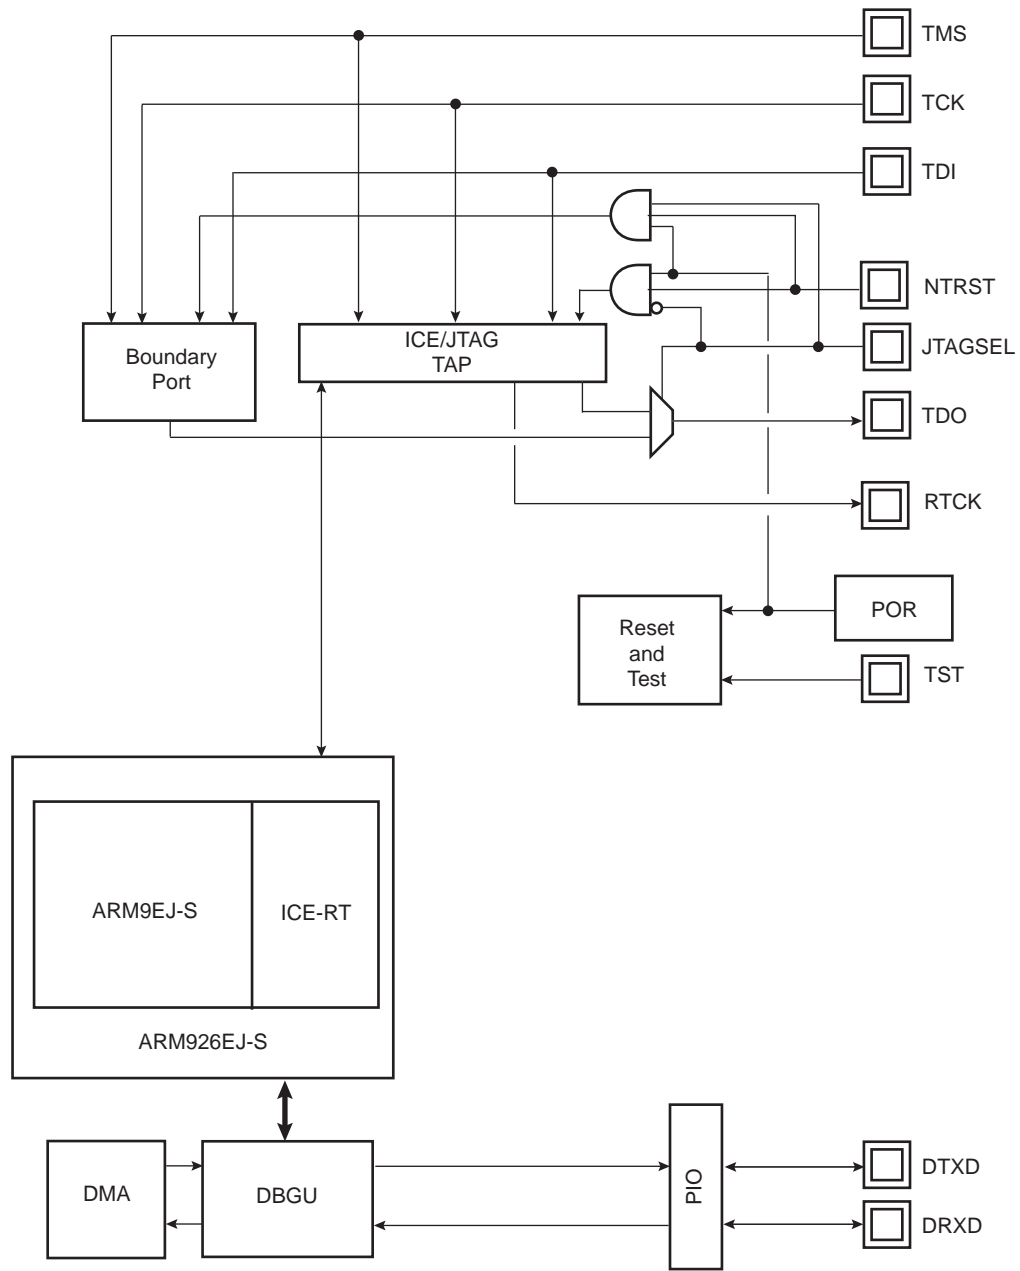 TMS
TCK
TDI
NTRST
JTAGSEL
TDO
RTCK
Boundary
Port
ICE/JTAG
TAP
POR
Reset
and
Test
TST
ARM9EJ-S
ICE-RT
ARM926EJ-S
DMA
DBGU
PIO
DTXD
DRXD